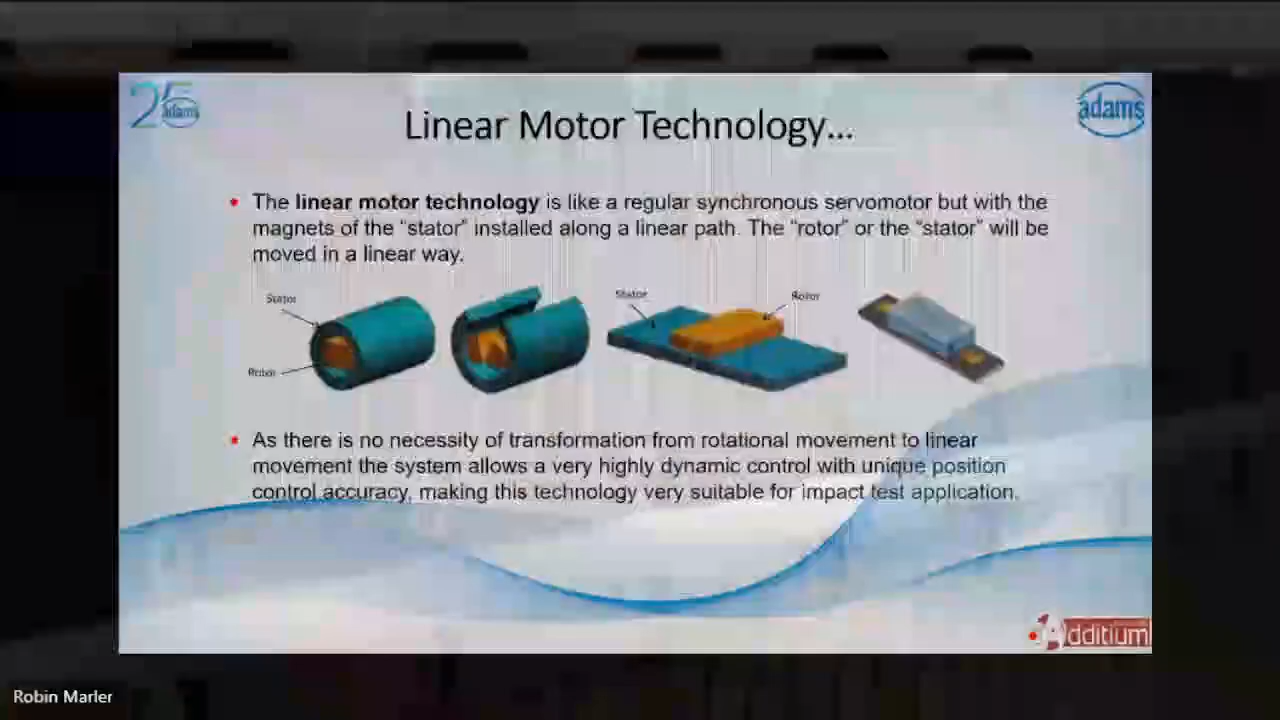 25
adams
adams
Linear Motor Technology...
The linear motor technology is like a regular synchronous servomotor but with the
magnets of the “stator” installed along a linear path. The “rotor” or the “stator” will be
moved in a linear way.
Stator
Rotor
Stator
Rotor
As there is no necessity of transformation from rotational movement to linear
movement the system allows a very highly dynamic control with unique position
control accuracy, making this technology very suitable for impact test application.
Additium
Robin Marler